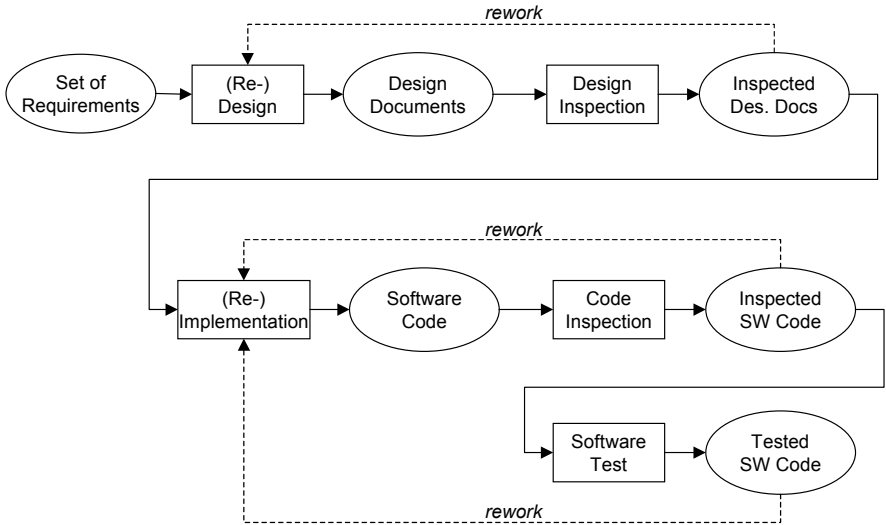 rework
Set of
Requirements
(Re-)
Design
Design
Documents
Design
Inspection
Inspected
Des. Docs
rework
(Re-)
Implementation
Software
Code
Code
Inspection
Inspected
SW Code
Software
Test
Tested
SW Code
rework